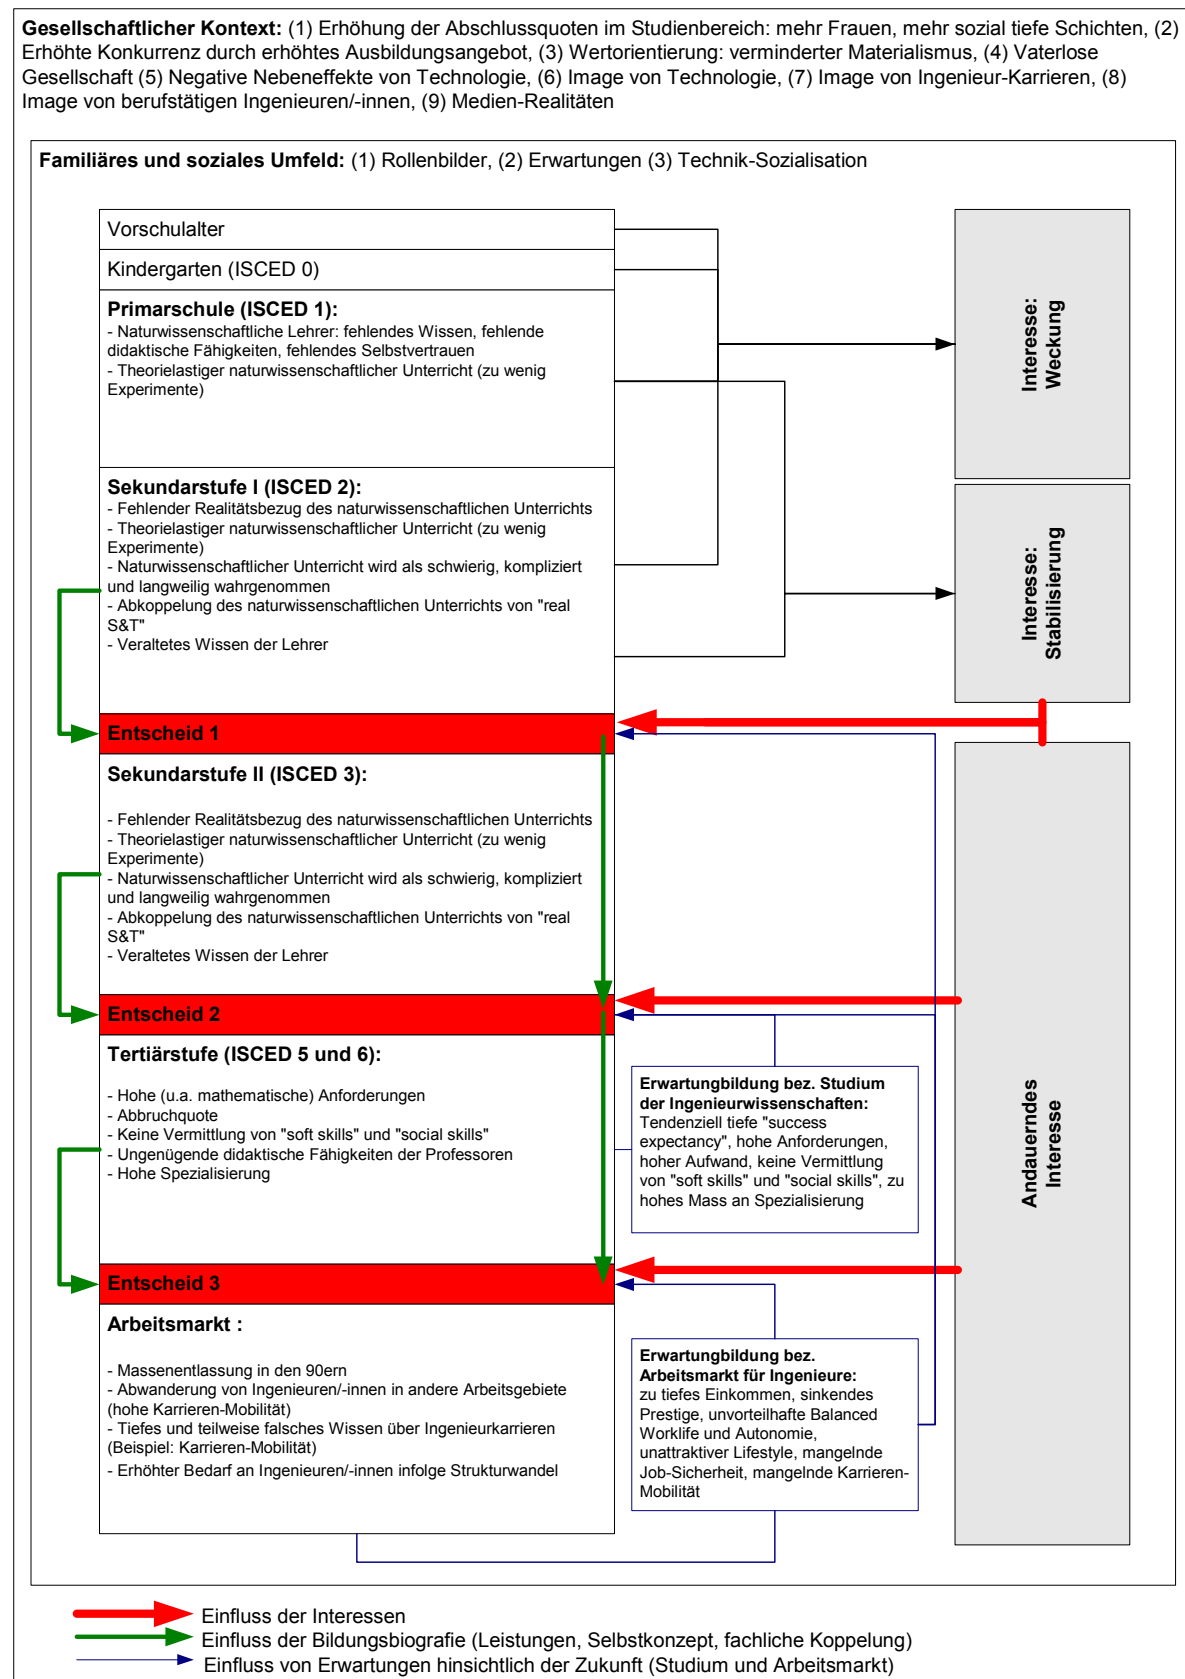 Gesellschaftlicher Kontext: (1) Erhöhung der Abschlussquoten im Studienbereich: mehr Frauen, mehr sozial tiefe Schichten, (2)
Erhöhte Konkurrenz durch erhöhtes Ausbildungsangebot, (3) Wertorientierung: verminderter Materialismus, (4) Vaterlose
Gesellschaft (5) Negative Nebeneffekte von Technologie, (6) Image von Technologie, (7) Image von Ingenieur-Karrieren, (8)
Image von berufstätigen Ingenieuren/-innen, (9) Medien-Realitäten
Familiäres und soziales Umfeld: (1) Rollenbilder, (2) Erwartungen (3) Technik-Sozialisation
Vorschulalter
Kindergarten (ISCED 0)
Primarschule (ISCED 1):
- Naturwissenschaftliche Lehrer: fehlendes Wissen, fehlende
didaktische Fähigkeiten, fehlendes Selbstvertrauen
- Theorielastiger naturwissenschaftlicher Unterricht (zu wenig
Experimente)
Interesse:
Weckung
Sekundarstufe I (ISCED 2):
- Fehlender Realitätsbezug des naturwissenschaftlichen Unterrichts
- Theorielastiger naturwissenschaftlicher Unterricht (zu wenig
Experimente)
- Naturwissenschaftlicher Unterricht wird als schwierig, kompliziert
und langweilig wahrgenommen
- Abkoppelung des naturwissenschaftlichen Unterrichts von "real
S&T"
- Veraltetes Wissen der Lehrer
Interesse:
Stabilisierung
Entscheid 1
Sekundarstufe II (ISCED 3):
- Fehlender Realitätsbezug des naturwissenschaftlichen Unterrichts
- Theorielastiger naturwissenschaftlicher Unterricht (zu wenig
Experimente)
- Naturwissenschaftlicher Unterricht wird als schwierig, kompliziert
und langweilig wahrgenommen
- Abkoppelung des naturwissenschaftlichen Unterrichts von "real
S&T"
- Veraltetes Wissen der Lehrer
Entscheid 2
Tertiärstufe (ISCED 5 und 6):
- Hohe (u.a. mathematische) Anforderungen
- Abbruchquote
- Keine Vermittlung von "soft skills" und "social skills"
- Ungenügende didaktische Fähigkeiten der Professoren
- Hohe Spezialisierung
Erwartungbildung bez. Studium
der Ingenieurwissenschaften:
Tendenziell tiefe "success
expectancy", hohe Anforderungen,
hoher Aufwand, keine Vermittlung
von "soft skills" und "social skills", zu
hohes Mass an Spezialisierung
Andauerndes
Interesse
Entscheid 3
Arbeitsmarkt :
- Massenentlassung in den 90ern
- Abwanderung von Ingenieuren/-innen in andere Arbeitsgebiete
(hohe Karrieren-Mobilität)
- Tiefes und teilweise falsches Wissen über Ingenieurkarrieren
(Beispiel: Karrieren-Mobilität)
- Erhöhter Bedarf an Ingenieuren/-innen infolge Strukturwandel
Erwartungbildung bez.
Arbeitsmarkt für Ingenieure:
zu tiefes Einkommen, sinkendes
Prestige, unvorteilhafte Balanced
Worklife und Autonomie,
unattraktiver Lifestyle, mangelnde
Job-Sicherheit, mangelnde Karrieren-
Mobilität
Einfluss der Interessen
Einfluss der Bildungsbiografie (Leistungen, Selbstkonzept, fachliche Koppelung)
Einfluss von Erwartungen hinsichtlich der Zukunft (Studium und Arbeitsmarkt)